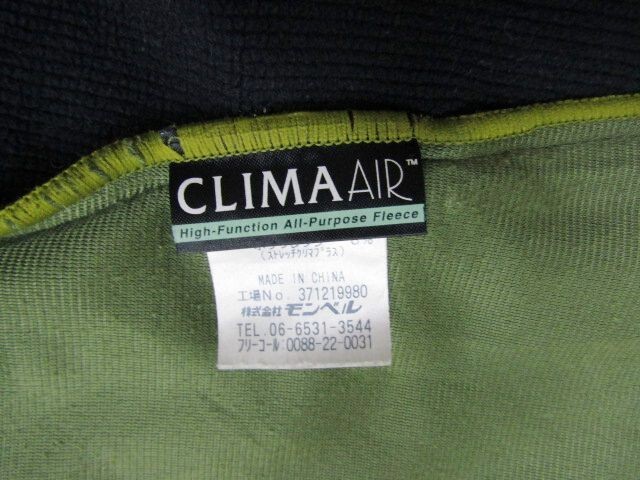 CLIMAAIR™
High-Function All-Purpose Fleece
(ストレッチクリマプラス)
MADE IN CHINA
工場No. 371219980
株式会社モンベル
TEL. 06-6531-3544
フリーコール:0088-22-0031